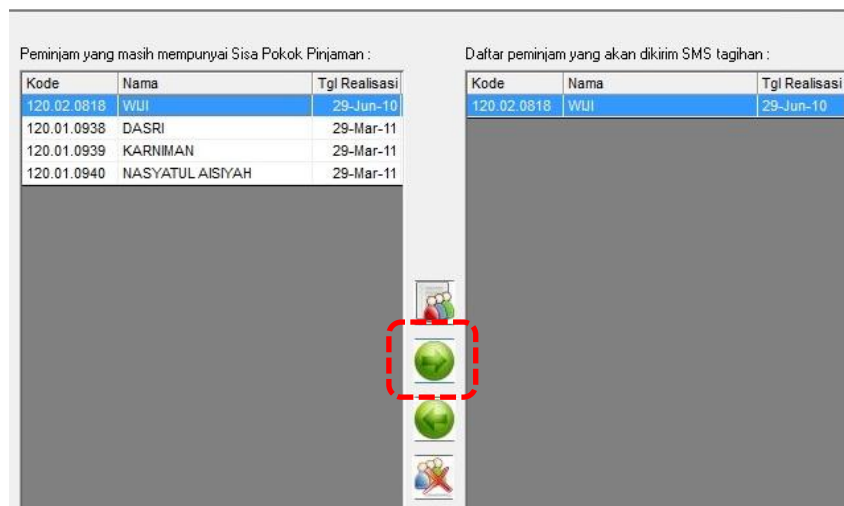 Peminjam yang masih mempunyai Sisa Pokok Pinjaman :
Kode Nama Tgl Realisasi
120.02.0818 WIJI 29-Jun-10
120.01.0938 DASRI 29-Mar-11
120.01.0939 KARNIMAN 29-Mar-11
120.01.0940 NASYATUL AISIYAH 29-Mar-11
Daftar peminjam yang akan dikirim SMS tagihan :
Kode Nama Tgl Realisasi
120.02.0818 WIJI 29-Jun-10